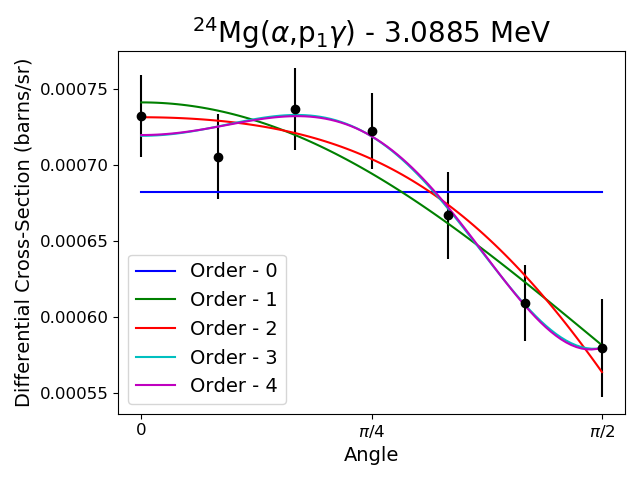 ²⁴Mg(α,p₁γ) - 3.0885 MeV
Differential Cross-Section (barns/sr)
0.00075
0.00070
0.00065
0.00060
0.00055
Order - 0
Order - 1
Order - 2
Order - 3
Order - 4
0
π/4
π/2
Angle